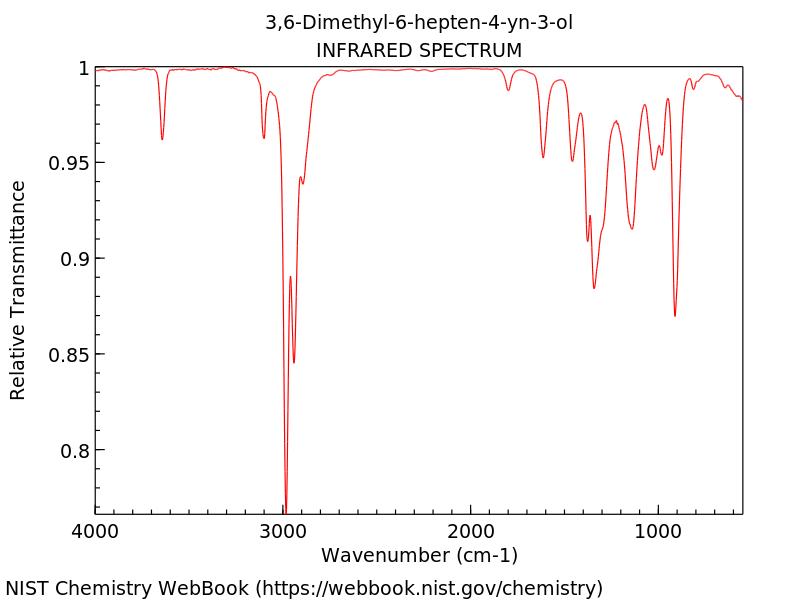 3,6-Dimethyl-6-hepten-4-yn-3-ol
INFRARED SPECTRUM
1
0.95
0.9
0.85
0.8
Relative Transmittance
4000 3000 2000 1000
Wavenumber (cm-1)
NIST Chemistry WebBook (https://webbook.nist.gov/chemistry)